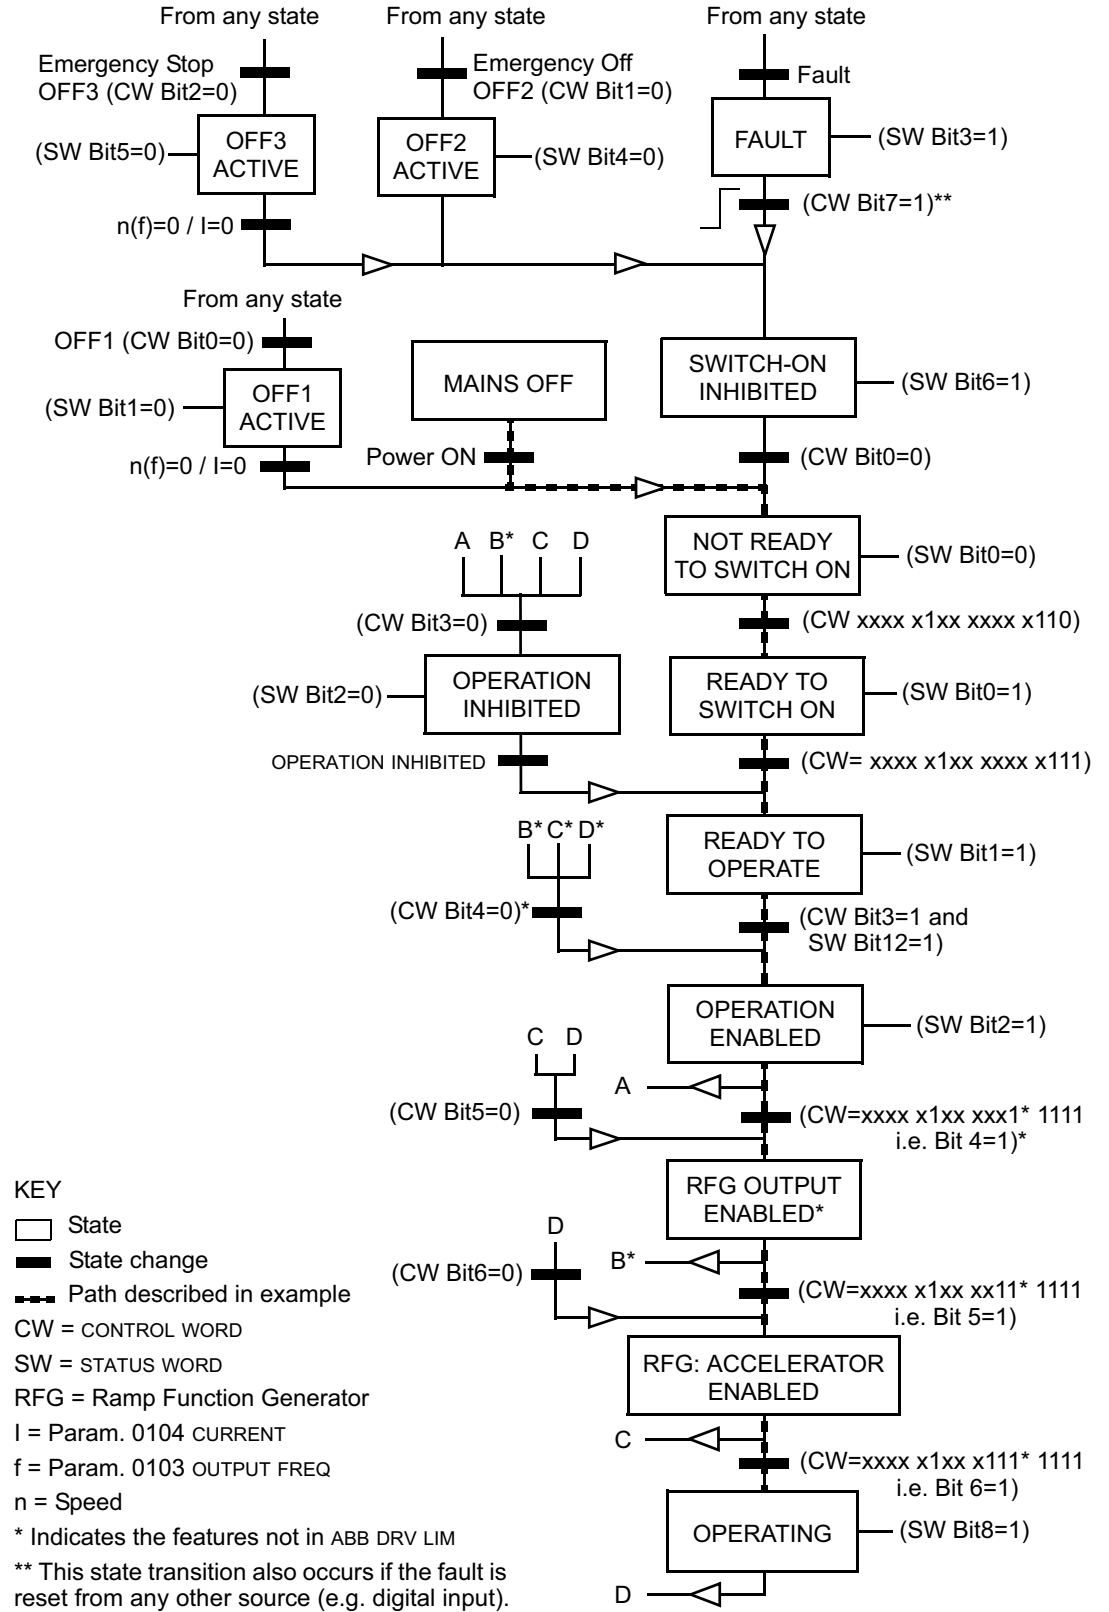 From any state
From any state
From any state
Emergency Stop
OFF3 (CW Bit2=0)
Emergency Off
OFF2 (CW Bit1=0)
Fault
(SW Bit5=0)
OFF3
ACTIVE
OFF2
ACTIVE
(SW Bit4=0)
FAULT
(SW Bit3=1)
n(f)=0 / I=0
(CW Bit7=1)**
From any state
OFF1 (CW Bit0=0)
(SW Bit1=0)
OFF1
ACTIVE
MAINS OFF
SWITCH-ON
INHIBITED
(SW Bit6=1)
n(f)=0 / I=0
Power ON
(CW Bit0=0)
A B* C D
NOT READY
TO SWITCH ON
(SW Bit0=0)
(CW Bit3=0)
(CW xxxx x1xx xxxx x110)
(SW Bit2=0)
OPERATION
INHIBITED
READY TO
SWITCH ON
(SW Bit0=1)
OPERATION INHIBITED
(CW= xxxx x1xx xxxx x111)
B* C* D*
READY TO
OPERATE
(SW Bit1=1)
(CW Bit4=0)*
(CW Bit3=1 and
SW Bit12=1)
OPERATION
ENABLED
(SW Bit2=1)
C D
A
(CW Bit5=0)
(CW=xxxx x1xx xxx1* 1111
i.e. Bit 4=1)*
RFG OUTPUT
ENABLED*
D
B*
(CW Bit6=0)
(CW=xxxx x1xx xx11* 1111
i.e. Bit 5=1)
RFG: ACCELERATOR
ENABLED
C
(CW=xxxx x1xx x111* 1111
i.e. Bit 6=1)
OPERATING
(SW Bit8=1)
D
KEY
State
State change
Path described in example
CW = CONTROL WORD
SW = STATUS WORD
RFG = Ramp Function Generator
I = Param. 0104 CURRENT
f = Param. 0103 OUTPUT FREQ
n = Speed
* Indicates the features not in ABB DRV LIM
** This state transition also occurs if the fault is
reset from any other source (e.g. digital input).